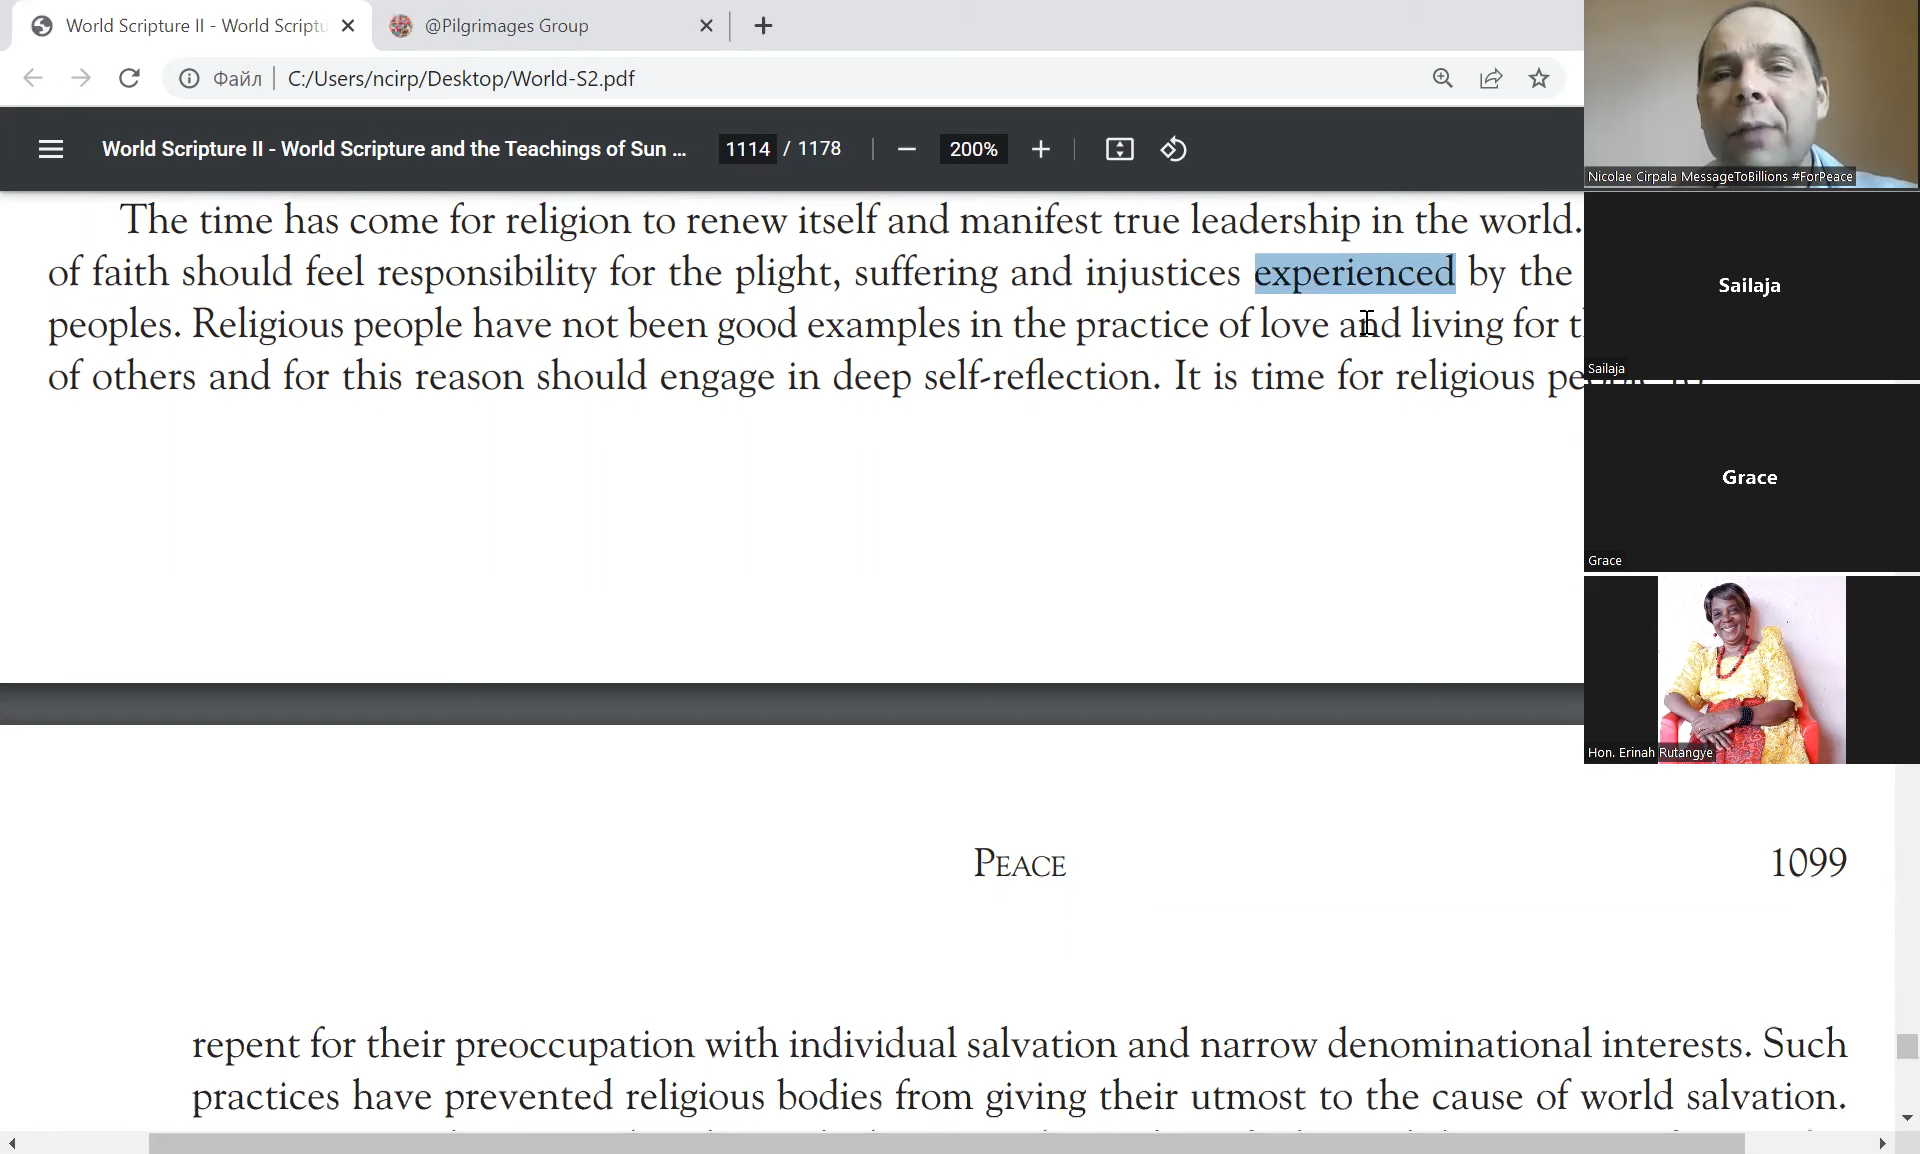 World Scripture II - World Scriptu
@Pilgrimages Group
Файл
C:/Users/ncirp/Desktop/World-S2.pdf
World Scripture II - World Scripture and the Teachings of Sun ...
1114 / 1178
200%
The time has come for religion to renew itself and manifest true leadership in the world.
of faith should feel responsibility for the plight, suffering and injustices experienced by the
peoples. Religious people have not been good examples in the practice of love and living for
of others and for this reason should engage in deep self-reflection. It is time for religious
PEACE
1099
repent for their preoccupation with individual salvation and narrow denominational interests. Such
practices have prevented religious bodies from giving their utmost to the cause of world salvation.
Nicolae Cirpala MessageToBillions #ForPeace
Sailaja
Sailaja
Grace
Grace
Hon. Erinah Rutangye